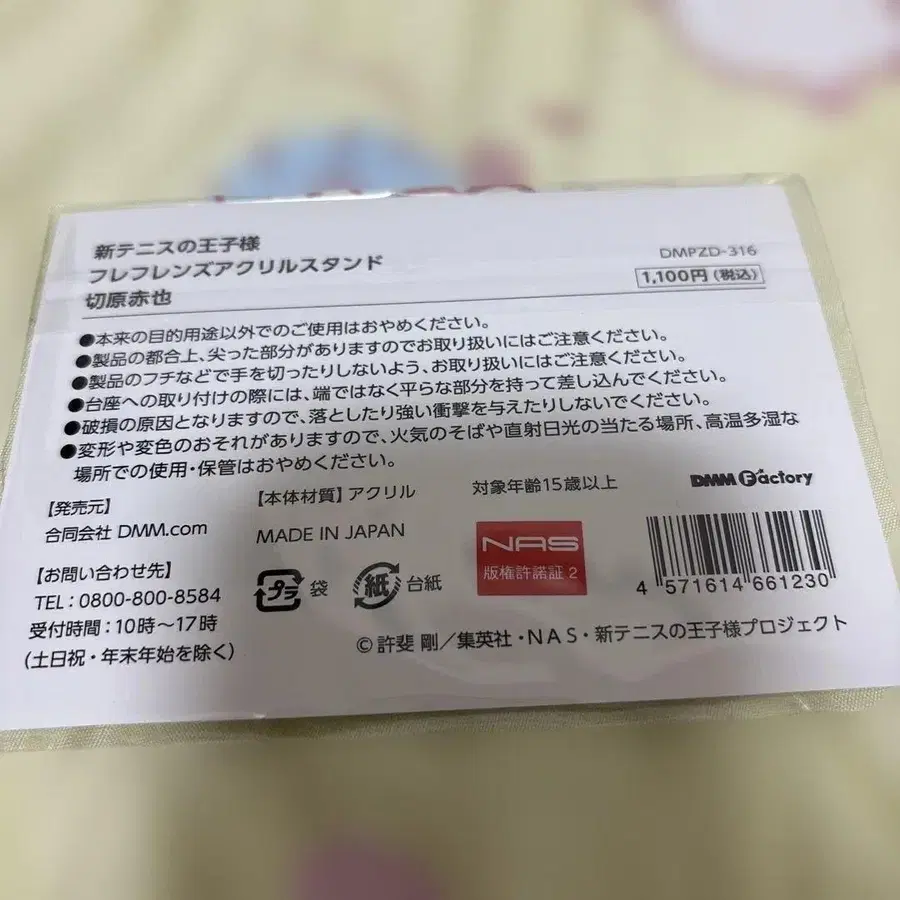 新テニスの王子様
フレフレンズアクリルスタンド
切原赤也
DMPZD-316
1,100円(税込)
●本来の目的用途以外でのご使用はおやめください。
●製品の都合上、尖った部分がありますのでお取り扱いにはご注意ください。
●製品のフチなどで手を切ったりしないよう、お取り扱いにはご注意ください。
●台座への取り付けの際には、端ではなく平らな部分を持って差し込んでください。
●破損の原因となりますので、落としたり強い衝撃を与えたりしないでください。
●変形や変色のおそれがありますので、火気のそばや直射日光の当たる場所、高温多湿な
場所での使用・保管はおやめください。
【発売元】
合同会社 DMM.com
【お問い合わせ先】
TEL:0800-800-8584
受付時間:10時〜17時
(土日祝・年末年始を除く)
【本体材質】アクリル
MADE IN JAPAN
プラ 袋
紙 台紙
対象年齢15歳以上
NAS
版権許諾証 2
DMM Factory
4 571614 661230
©許斐 剛/集英社・NAS・新テニスの王子様プロジェクト